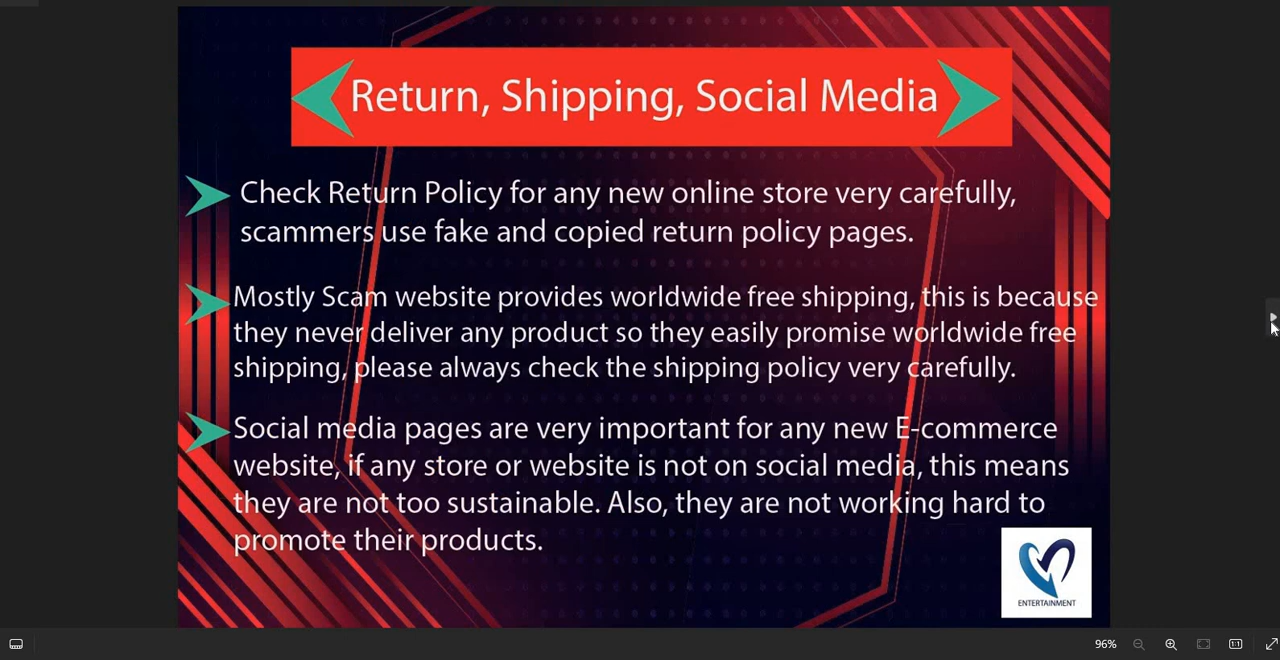 Return, Shipping, Social Media
Check Return Policy for any new online store very carefully,
scammers use fake and copied return policy pages.
Mostly Scam website provides worldwide free shipping, this is because
they never deliver any product so they easily promise worldwide free
shipping, please always check the shipping policy very carefully.
Social media pages are very important for any new E-commerce
website, if any store or website is not on social media, this means
they are not too sustainable. Also, they are not working hard to
promote their products.
ENTERTAINMENT
96%
1:1